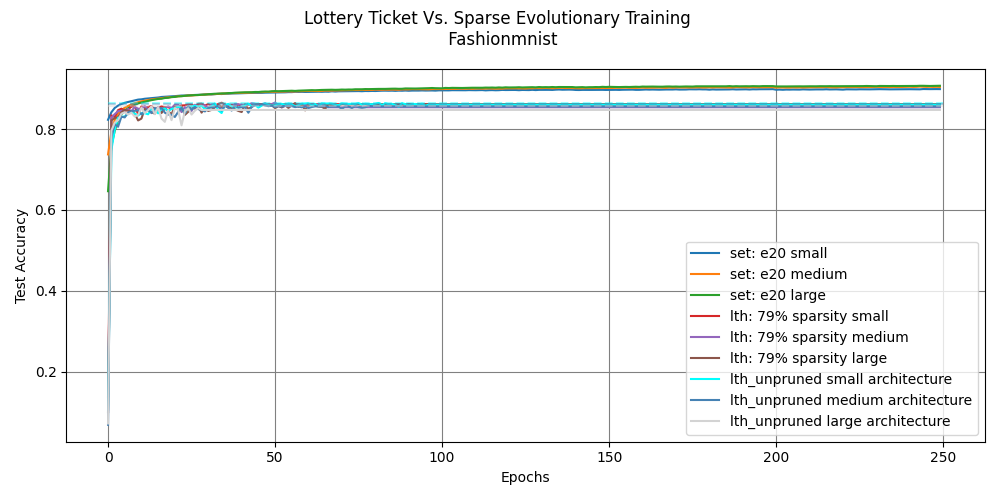 Lottery Ticket Vs. Sparse Evolutionary Training
Fashionmnist
Test Accuracy
0.8
0.6
0.4
0.2
0
50
100
150
200
250
Epochs
set: e20 small
set: e20 medium
set: e20 large
lth: 79% sparsity small
lth: 79% sparsity medium
lth: 79% sparsity large
lth_unpruned small architecture
lth_unpruned medium architecture
lth_unpruned large architecture